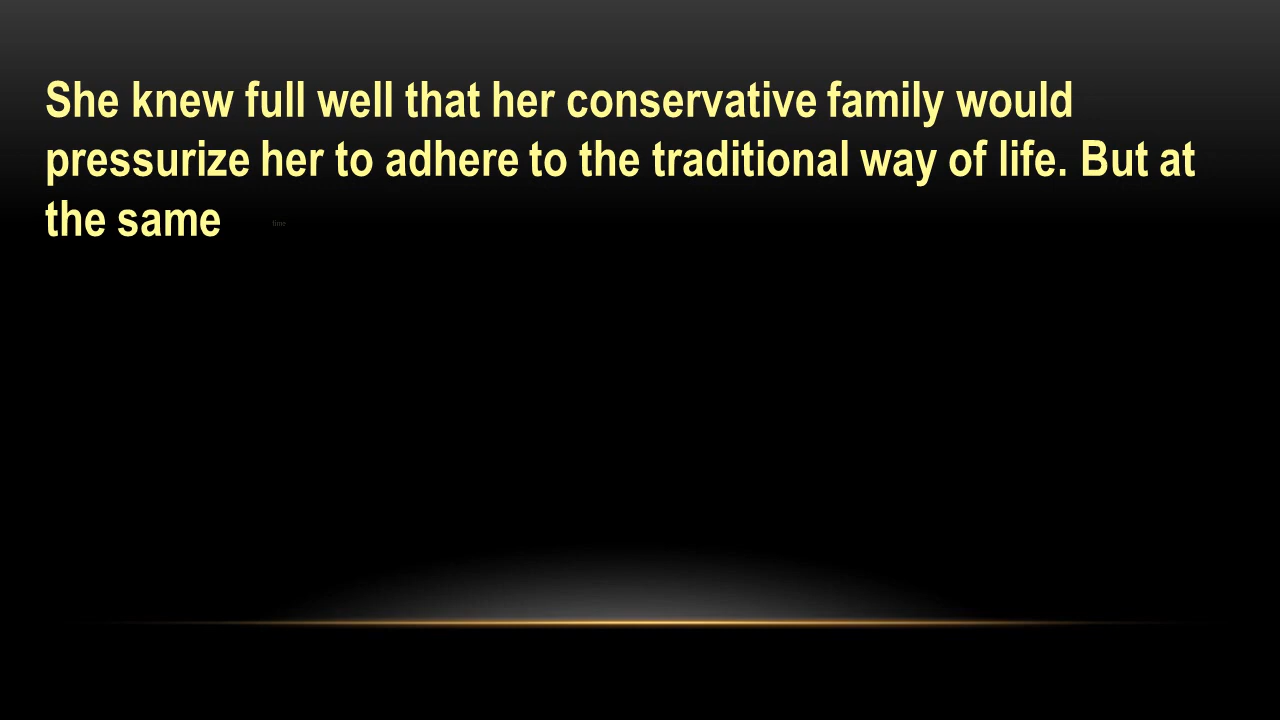 She knew full well that her conservative family would
pressurize her to adhere to the traditional way of life. But at
the same time